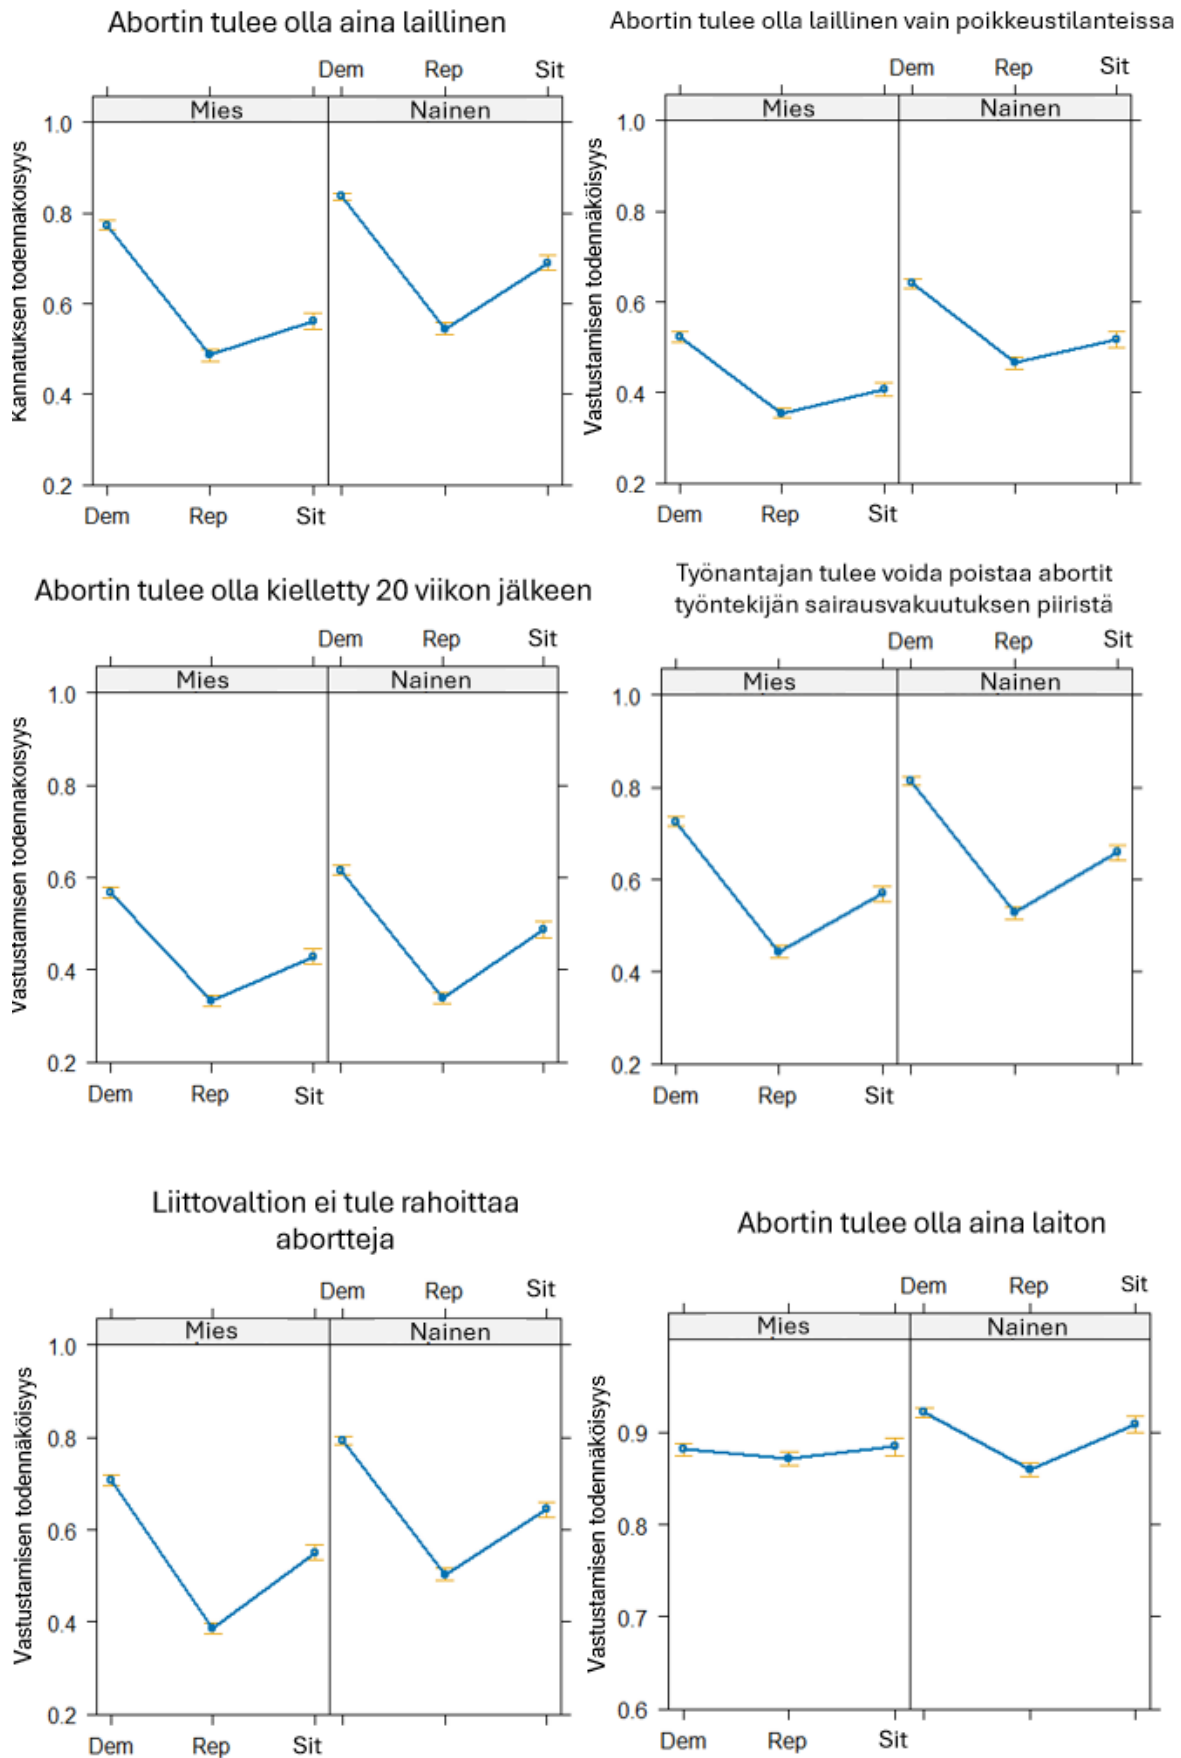 Abortin tulee olla aina laillinen
Dem Rep Sit
Mies Nainen
1.0
0.8
0.6
0.4
0.2
Kannatuksen todennäköisyys
Dem Rep Sit
Abortin tulee olla laillinen vain poikkeustilanteissa
Dem Rep Sit
Mies Nainen
1.0
0.8
0.6
0.4
0.2
Vastustamisen todennäköisyys
Dem Rep Sit
Abortin tulee olla kielletty 20 viikon jälkeen
Dem Rep Sit
Mies Nainen
1.0
0.8
0.6
0.4
0.2
Vastustamisen todennäköisyys
Dem Rep Sit
Työnantajan tulee voida poistaa abortit
työntekijän sairausvakuutuksen piiristä
Dem Rep Sit
Mies Nainen
1.0
0.8
0.6
0.4
0.2
Dem Rep Sit
Liittovaltion ei tule rahoittaa
abortteja
Dem Rep Sit
Mies Nainen
1.0
0.8
0.6
0.4
0.2
Vastustamisen todennäköisyys
Dem Rep Sit
Abortin tulee olla aina laiton
Dem Rep Sit
Mies Nainen
0.9
0.8
0.7
0.6
Vastustamisen todennäköisyys
Dem Rep Sit